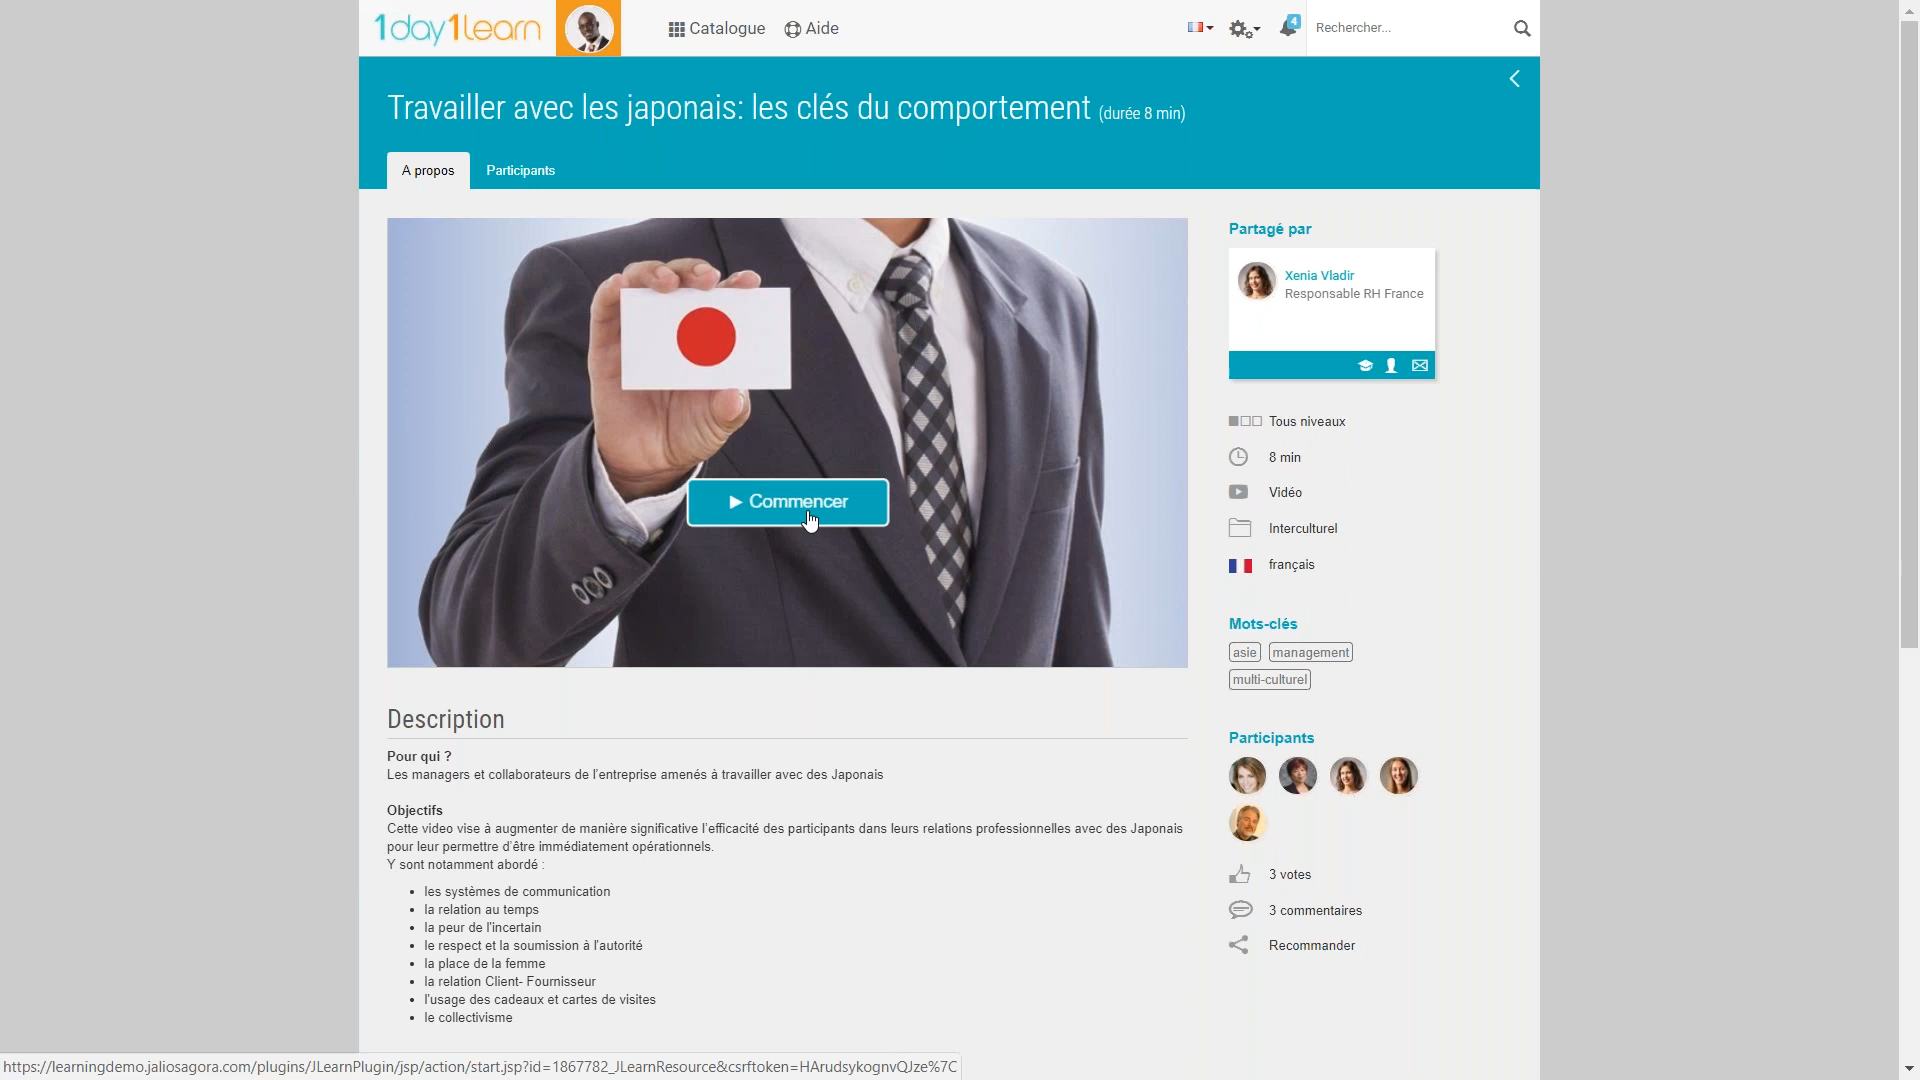 1day1learn
Catalogue
Aide
4
Rechercher...
Travailler avec les japonais: les clés du comportement (durée 8 min)
A propos
Participants
Commencer
Partagé par
Xenia Vladir
Responsable RH France
Tous niveaux
8 min
Vidéo
Interculturel
français
Mots-clés
asie management
multi-culturel
Participants
3 votes
3 commentaires
Recommander
Description
Pour qui ?
Les managers et collaborateurs de l'entreprise amenés à travailler avec des Japonais
Objectifs
Cette video vise à augmenter de manière significative l'efficacité des participants dans leurs relations professionnelles avec des Japonais
pour leur permettre d'être immédiatement opérationnels.
Y sont notamment abordé :
• les systèmes de communication
• la relation au temps
• la peur de l'incertain
• le respect et la soumission à l'autorité
• la place de la femme
• la relation Client- Fournisseur
• l'usage des cadeaux et cartes de visites
• le collectivisme
https://learningdemo.jaliosagora.com/plugins/JLearnPlugin/jsp/action/start.jsp?id=1867782_JLearnResource&csrftoken=HArudsykognvQJze%7C